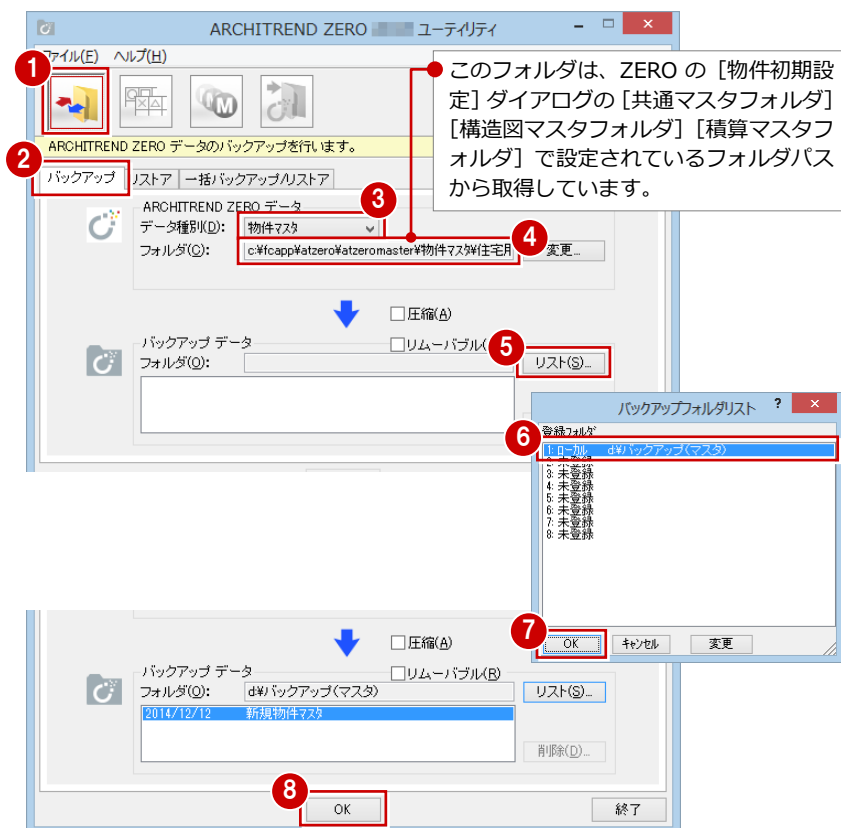 ARCHITREND ZERO ユーティリティ
ファイル(F) ヘルプ(H)
1
このフォルダは、ZERO の［物件初期設
定］ダイアログの［共通マスタフォルダ］
［構造図マスタフォルダ］［積算マスタフ
ォルダ］で設定されているフォルダパス
から取得しています。
ARCHITREND ZERO データのバックアップを行います。
2
バックアップ リストア 一括バックアップ/リストア
3
ARCHITREND ZERO データ
データ種別(D): 物件マスタ
4
フォルダ(C): c:¥fcapp¥atzero¥atzeromaster¥物件マスタ¥住宅用 変更...
圧縮(A)
バックアップ データ リムーバブル(
5
フォルダ(O): リスト(S)...
バックアップフォルダリスト ?
登録フォルダ
6
1: ローカル d¥バックアップ(マスタ)
2: 未登録
3: 未登録
4: 未登録
5: 未登録
6: 未登録
7: 未登録
8: 未登録
7
OK キャンセル 変更
圧縮(A)
バックアップ データ リムーバブル(R)
フォルダ(O): d¥バックアップ(マスタ) リスト(S)...
2014/12/12 新規物件マスタ
削除(D)...
8
OK 終了